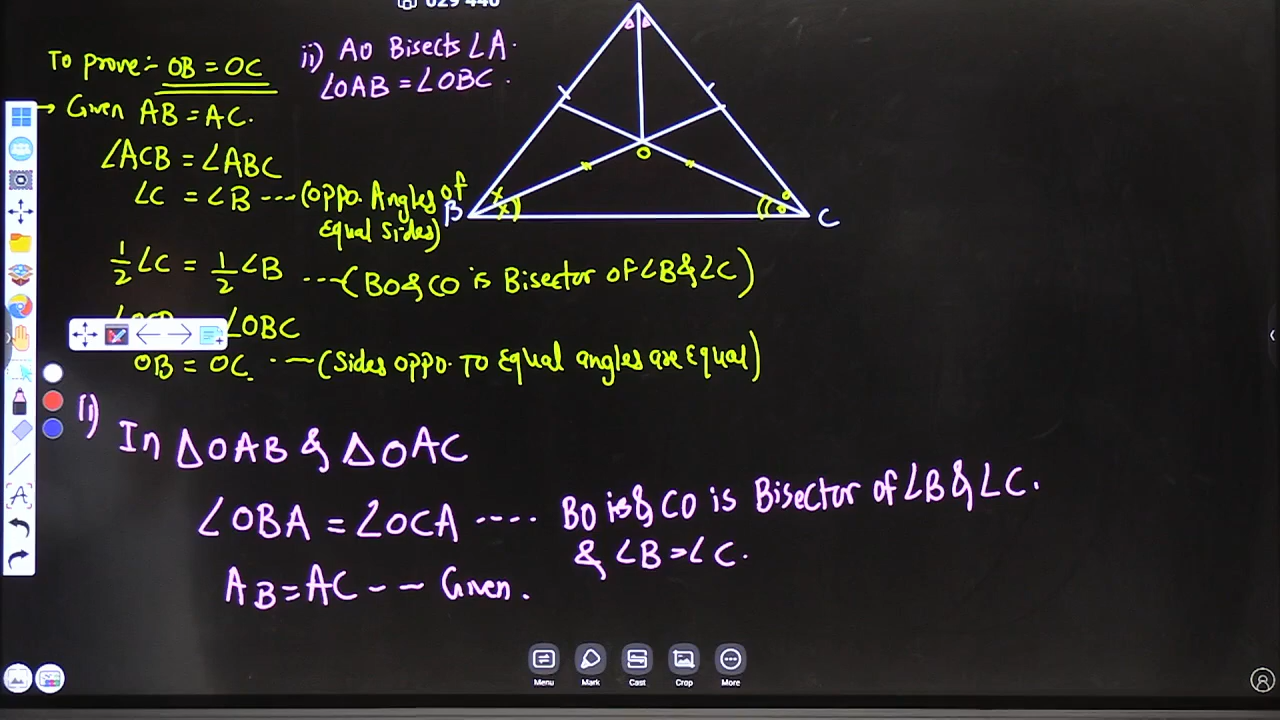 To prove:- OB = OC
ii) AO Bisects ∠A.
∠OAB = ∠OBC.
→ Given AB = AC.
∠ACB = ∠ABC
∠C = ∠B ---- (oppo. Angles of
Equal sides)
B
O
C
1/2 ∠C = 1/2 ∠B ----(BO & CO is Bisector of ∠B & ∠C)
∠OBC
OB = OC. ---(sides oppo. To Equal angles are Equal)
ii)
In △OAB & △OAC
∠OBA = ∠OCA ---- BO is & CO is Bisector of ∠B & ∠C.
& ∠B = ∠C.
AB = AC -- Given.
Menu Mark Cast Crop More